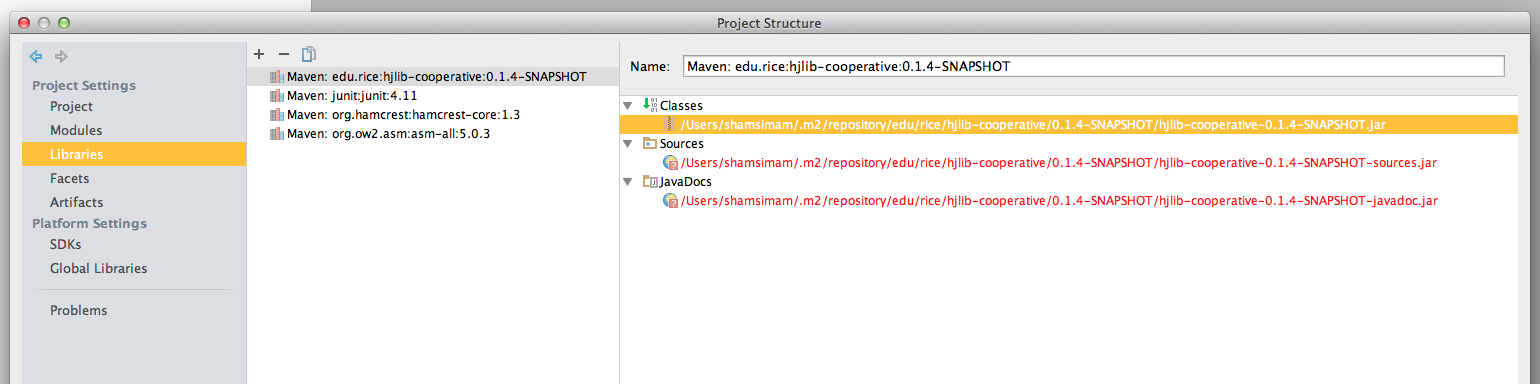 Project Structure
Project Settings
Project
Modules
Libraries
Facets
Artifacts
Platform Settings
SDKs
Global Libraries
Problems
Maven: edu.rice:hjlib-cooperative:0.1.4-SNAPSHOT
Maven: junit:junit:4.11
Maven: org.hamcrest:hamcrest-core:1.3
Maven: org.ow2.asm:asm-all:5.0.3
Name: Maven: edu.rice:hjlib-cooperative:0.1.4-SNAPSHOT
Classes
/Users/shamsimam/.m2/repository/edu/rice/hjlib-cooperative/0.1.4-SNAPSHOT/hjlib-cooperative-0.1.4-SNAPSHOT.jar
Sources
/Users/shamsimam/.m2/repository/edu/rice/hjlib-cooperative/0.1.4-SNAPSHOT/hjlib-cooperative-0.1.4-SNAPSHOT-sources.jar
JavaDocs
/Users/shamsimam/.m2/repository/edu/rice/hjlib-cooperative/0.1.4-SNAPSHOT/hjlib-cooperative-0.1.4-SNAPSHOT-javadoc.jar